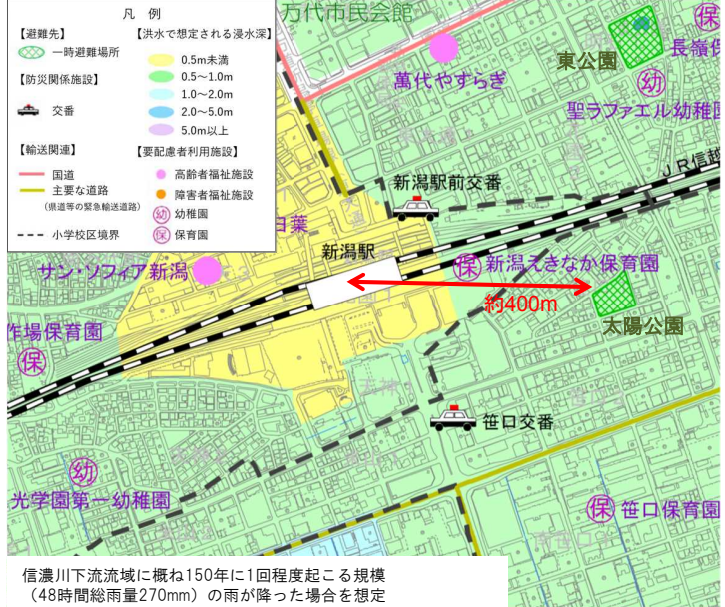 凡 例
【避難先】
一時避難場所
【防災関係施設】
交番
【輸送関連】
国道
主要な道路
(県道等の緊急輸送道路)
小学校区境界
【洪水で想定される浸水深】
0.5m未満
0.5～1.0m
1.0～2.0m
2.0～5.0m
5.0m以上
【要配慮者利用施設】
高齢者福祉施設
障害者福祉施設
幼 幼稚園
保 保育園
万代市民会館
保
長嶺保
東公園
萬代やすらぎ
幼
聖ラファエル幼稚園
JR信越
新潟駅前交番
日葉
新潟駅
保 新潟えきなか保育園
サン・ソフィア新潟
約400m
太陽公園
作場保育園
保
笹口交番
幼
光学園第一幼稚園
保 笹口保育園
信濃川下流流域に概ね150年に1回程度起こる規模
（48時間総雨量270mm）の雨が降った場合を想定